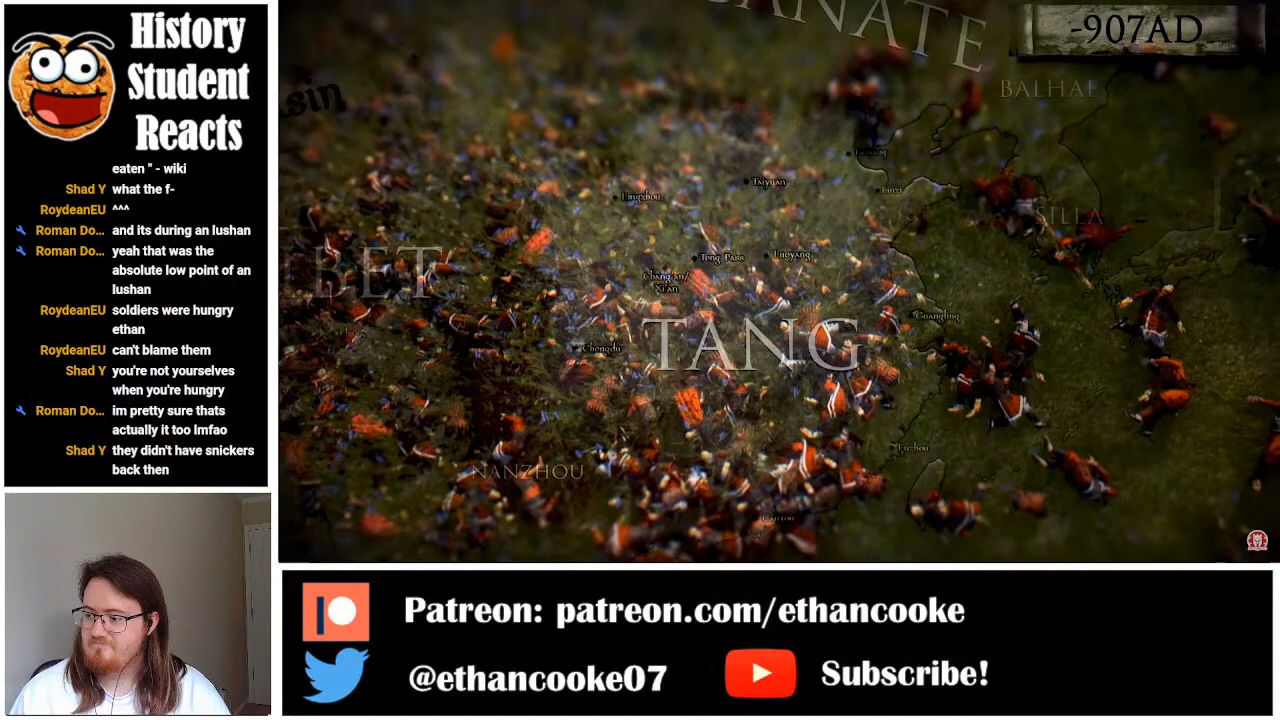 History
Student
Reacts
eaten " - wiki
Shad Y what the f-
RoydeanEU ^^^
Roman Do... and its during an lushan
Roman Do... yeah that was the
absolute low point of an
lushan
RoydeanEU soldiers were hungry
ethan
RoydeanEU can't blame them
Shad Y you're not yourselves
when you're hungry
Roman Do... im pretty sure thats
actually it too lmfao
Shad Y they didn't have snickers
back then
-907AD
BALHAE
Linzi
Taiyuan
Lingzhou
SILLA
Tong Pass
Luoyang
Chang'an/
Xi'an
Guangling
TANG
Chengdu
Fuzhou
NANZHOU
Patreon: patreon.com/ethancooke
@ethancooke07
Subscribe!